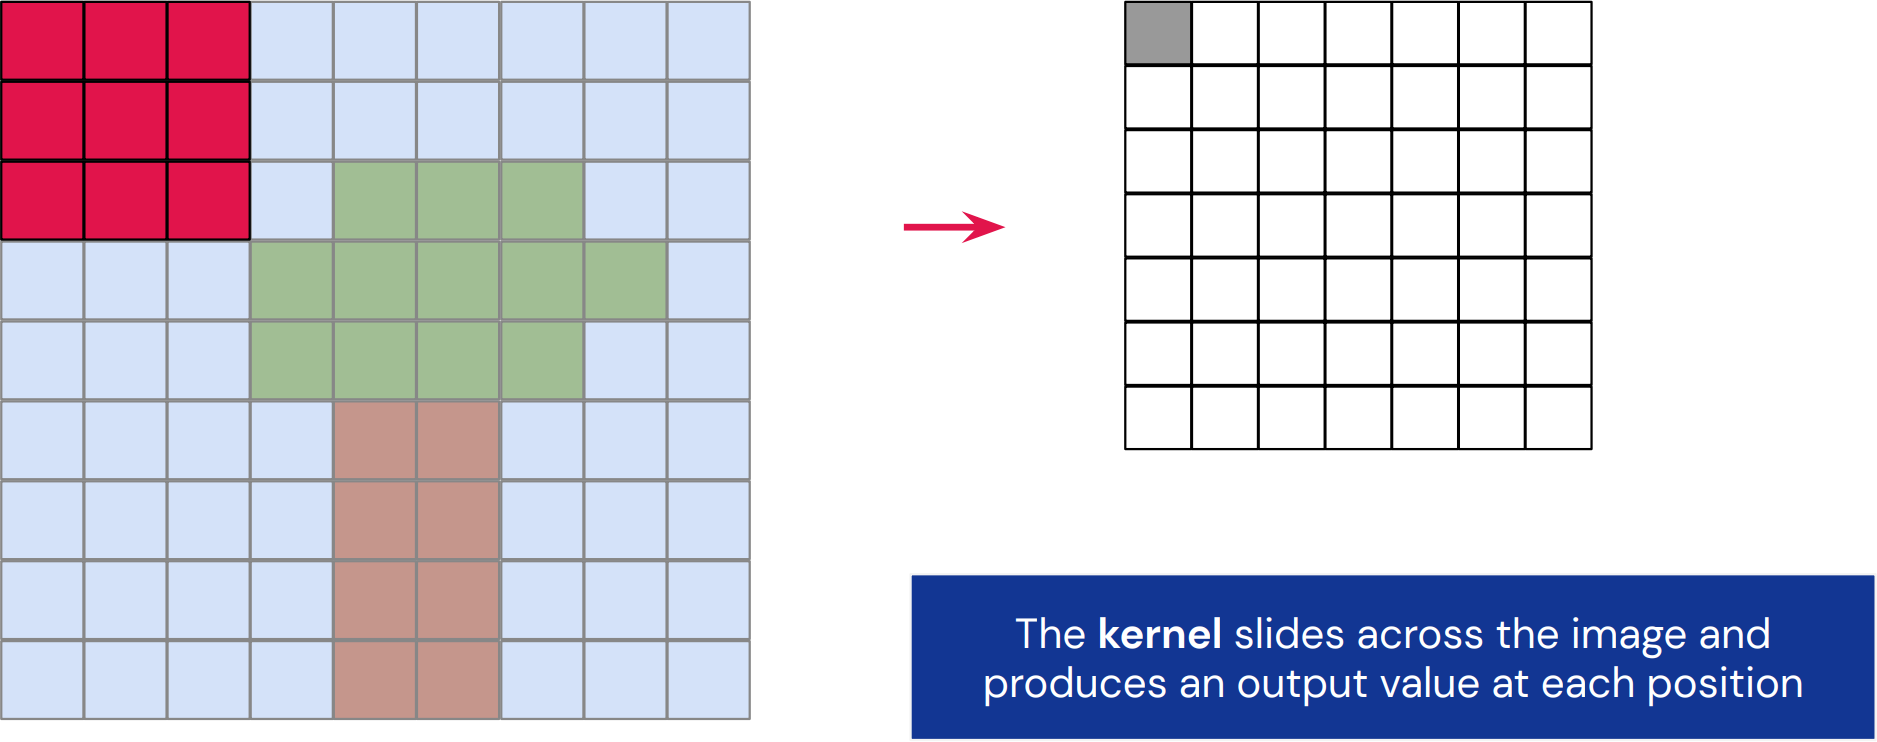 The kernel slides across the image and
produces an output value at each position